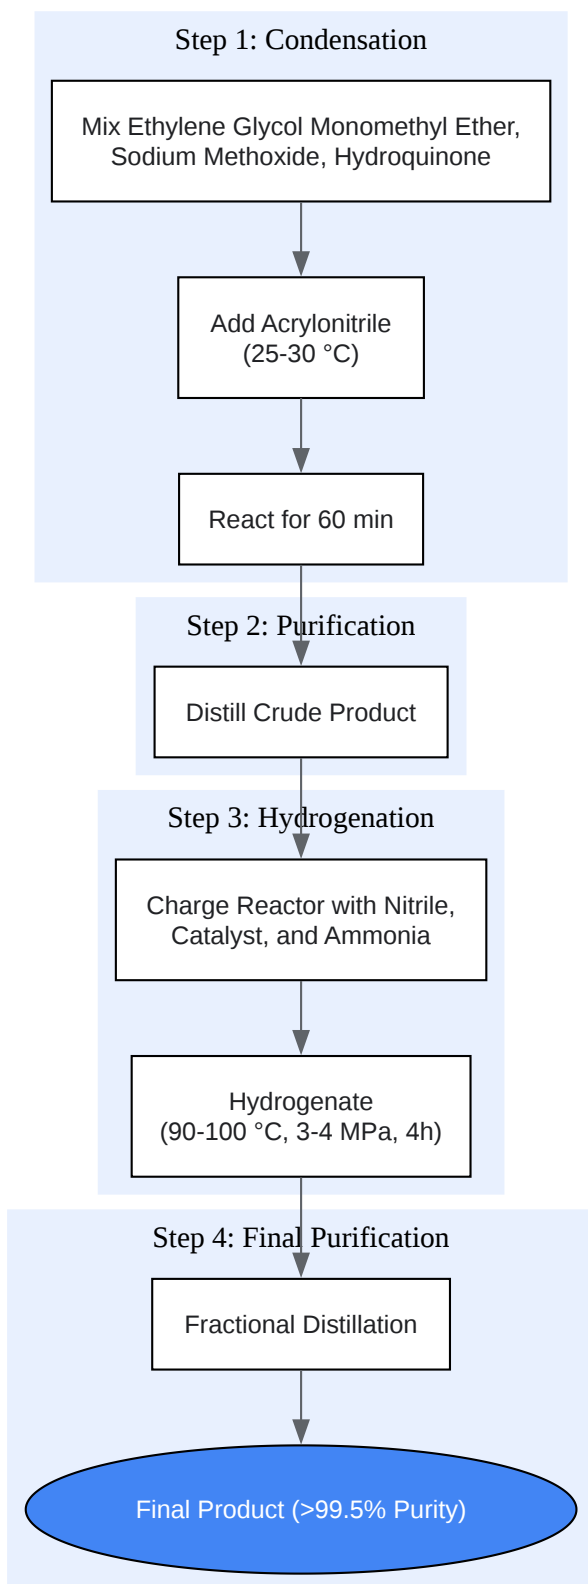 Step 1: Condensation
Mix Ethylene Glycol Monomethyl Ether,
Sodium Methoxide, Hydroquinone
Add Acrylonitrile
(25-30 °C)
React for 60 min
Step 2: Purification
Distill Crude Product
Step 3: Hydrogenation
Charge Reactor with Nitrile,
Catalyst, and Ammonia
Hydrogenate
(90-100 °C, 3-4 MPa, 4h)
Step 4: Final Purification
Fractional Distillation
Final Product (>99.5% Purity)